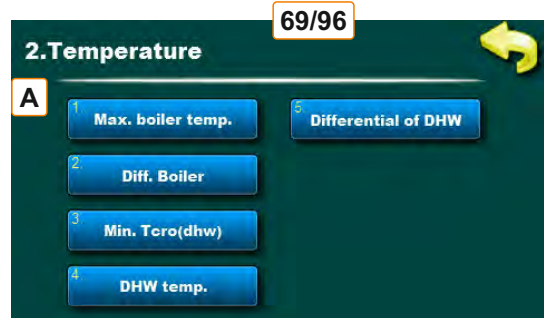 69/96
2.Temperature
A
1 Max. boiler temp.
5. Differential of DHW
2. Diff. Boiler
3 Min. Tcro(dhw)
4 DHW temp.